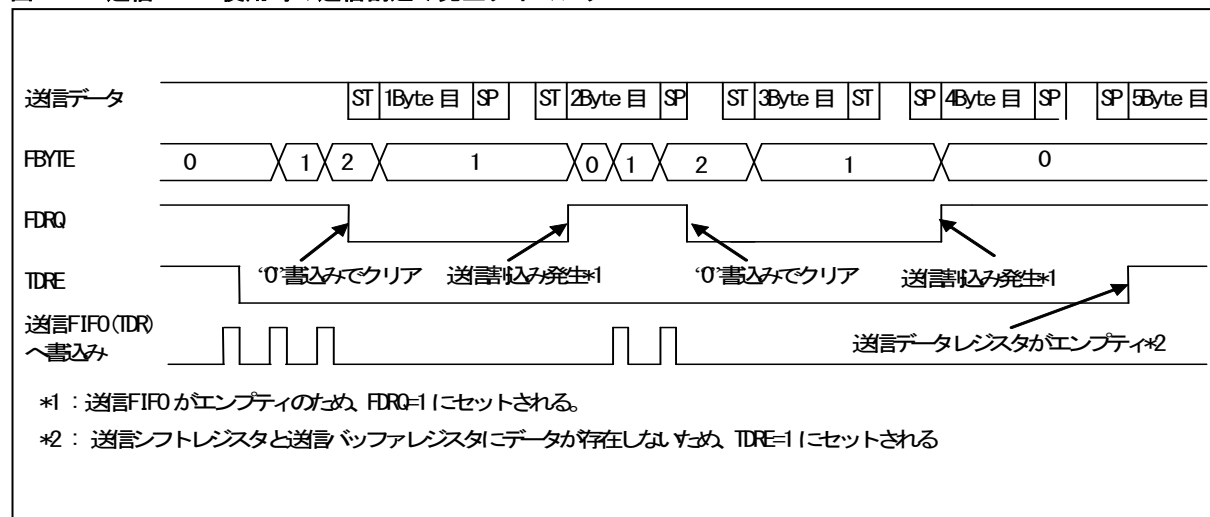 送信データ ST 1Byte 目 SP ST 2Byte 目 SP ST 3Byte 目 ST SP 4Byte 目 SP SP 5Byte 目
FBYTE 0 1 2 1 0 1 2 1 0
FDRQ
"0"書込みでクリア 送信割込み発生*1 "0"書込みでクリア 送信割込み発生*1
TDRE
送信FIFO(TDR)
へ書込み
送信データレジスタがエンプティ*2
*1 : 送信FIFO がエンプティのため、FDRQ=1 にセットされる。
*2 : 送信シフトレジスタと送信バッファレジスタにデータが存在しないため、TDRE=1 にセットされる